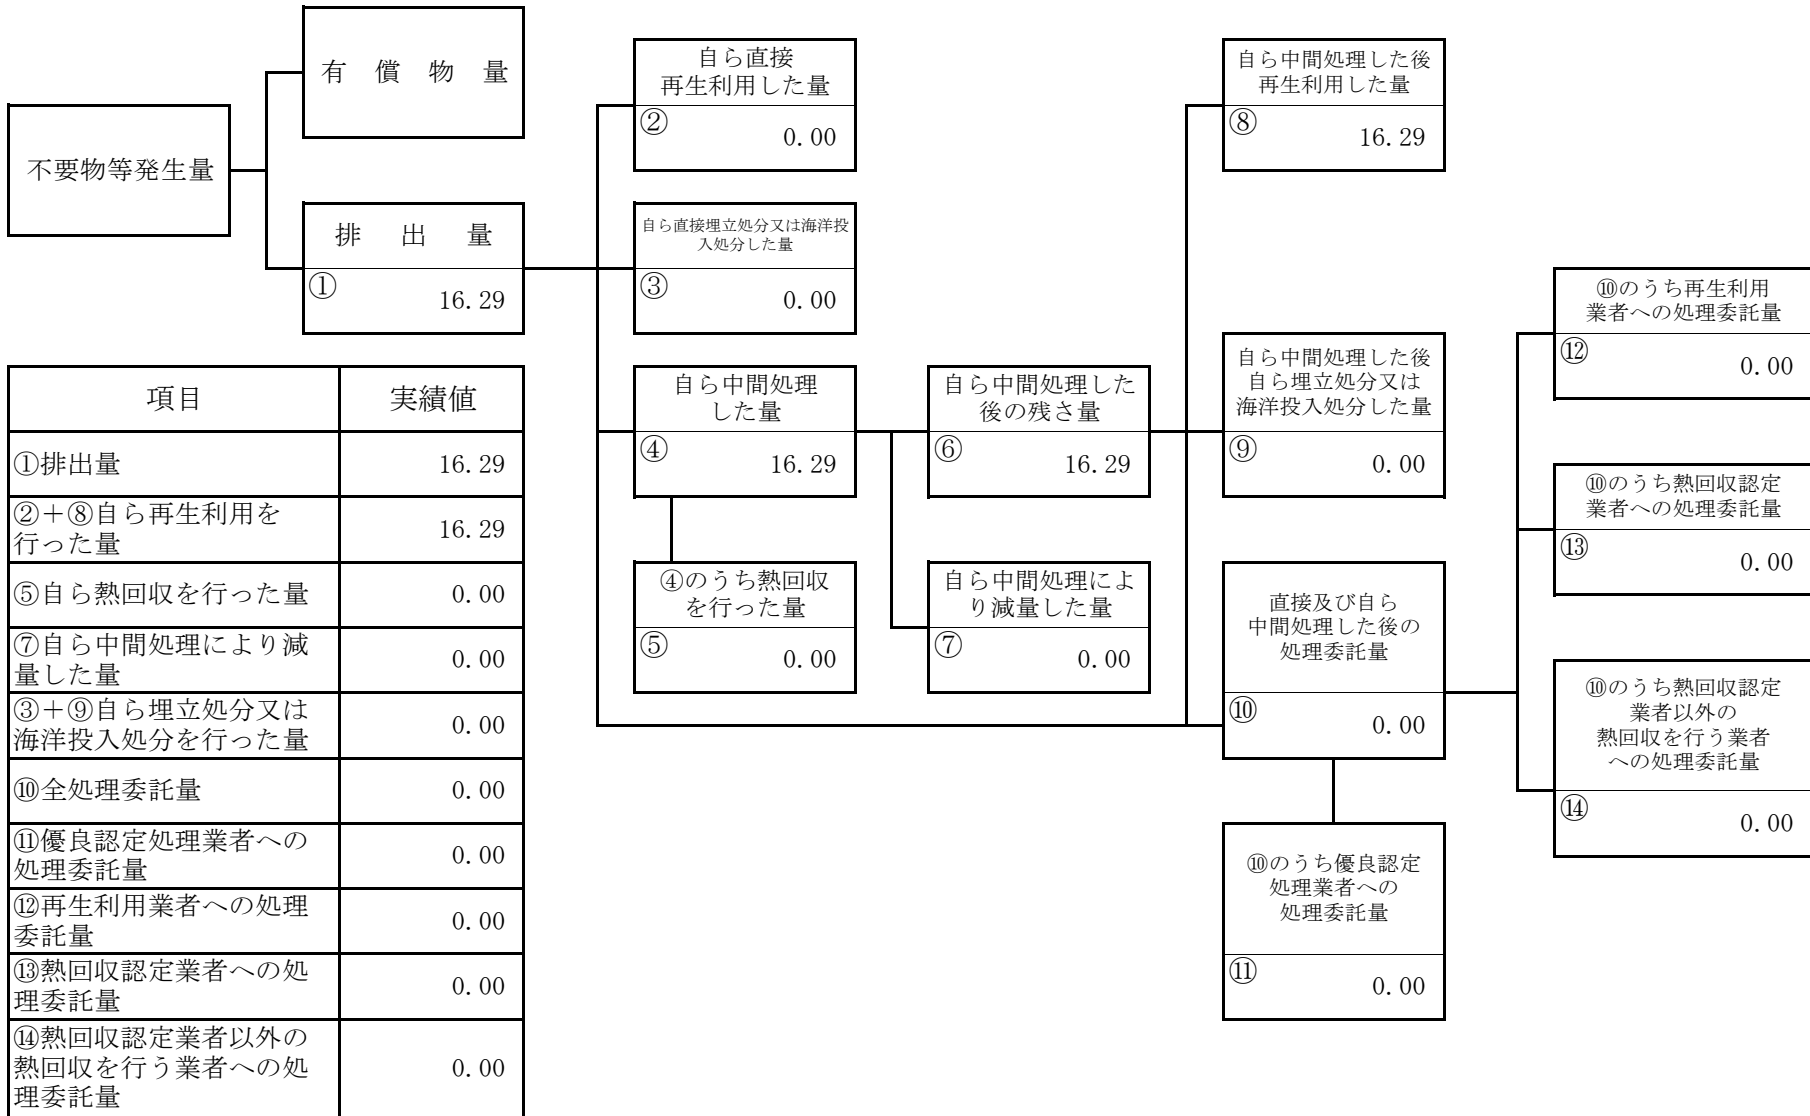 不要物等発生量
有　償　物　量
排　出　量
①
16.29
自ら直接
再生利用した量
②
0.00
自ら直接埋立処分又は海洋投
入処分した量
③
0.00
自ら中間処理
した量
④
16.29
④のうち熱回収
を行った量
⑤
0.00
自ら中間処理した
後の残さ量
⑥
16.29
自ら中間処理によ
り減量した量
⑦
0.00
自ら中間処理した後
再生利用した量
⑧
16.29
自ら中間処理した後
自ら埋立処分又は
海洋投入処分した量
⑨
0.00
直接及び自ら
中間処理した後の
処理委託量
⑩
0.00
⑩のうち優良認定
処理業者への
処理委託量
⑪
0.00
⑩のうち再生利用
業者への処理委託量
⑫
0.00
⑩のうち熱回収認定
業者への処理委託量
⑬
0.00
⑩のうち熱回収認定
業者以外の
熱回収を行う業者
への処理委託量
⑭
0.00
項目　実績値
①排出量　16.29
②＋⑧自ら再生利用を
行った量　16.29
⑤自ら熱回収を行った量　0.00
⑦自ら中間処理により減
量した量　0.00
③＋⑨自ら埋立処分又は
海洋投入処分を行った量　0.00
⑩全処理委託量　0.00
⑪優良認定処理業者への
処理委託量　0.00
⑫再生利用業者への処理
委託量　0.00
⑬熱回収認定業者への処
理委託量　0.00
⑭熱回収認定業者以外の
熱回収を行う業者への処
理委託量　0.00